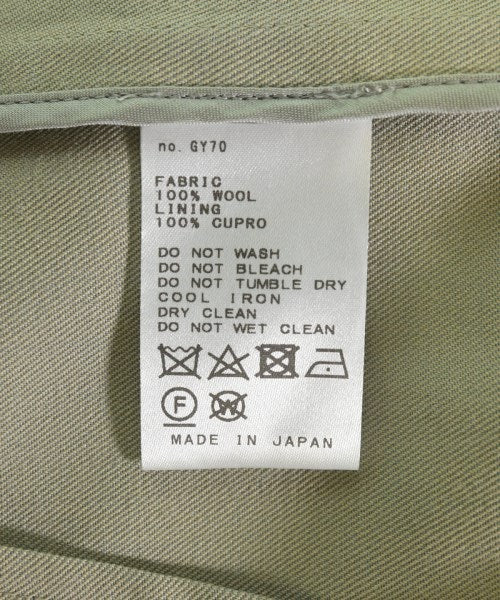 no. GY70
FABRIC
100% WOOL
LINING
100% CUPRO
DO NOT WASH
DO NOT BLEACH
DO NOT TUMBLE DRY
COOL IRON
DRY CLEAN
DO NOT WET CLEAN
F W
MADE IN JAPAN